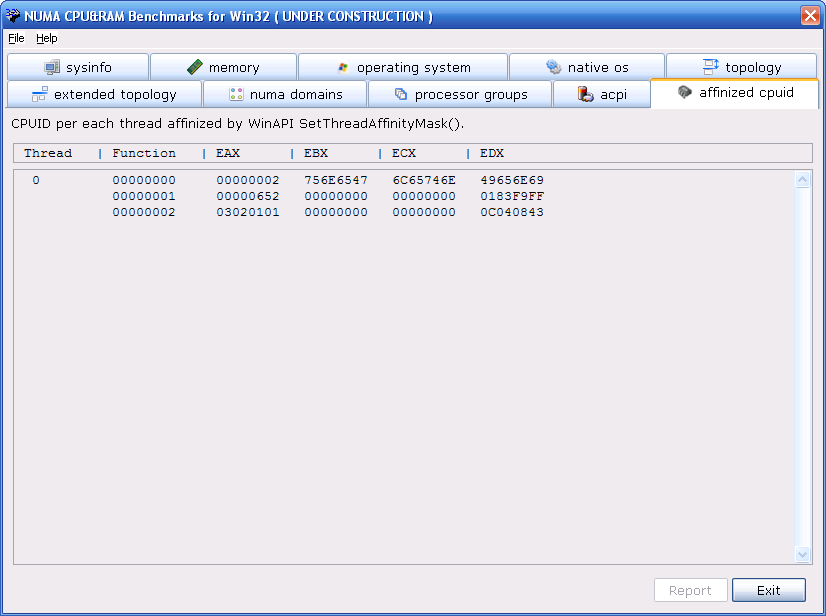 NUMA CPU&RAM Benchmarks for Win32 ( UNDER CONSTRUCTION )
File Help
sysinfo memory operating system native os topology
extended topology numa domains processor groups acpi affinized cpuid
CPUID per each thread affinized by WinAPI SetThreadAffinityMask().
Thread | Function | EAX | EBX | ECX | EDX
0 00000000 00000002 756E6547 6C65746E 49656E69
00000001 00000652 00000000 00000000 0183F9FF
00000002 03020101 00000000 00000000 0C040843
Report Exit